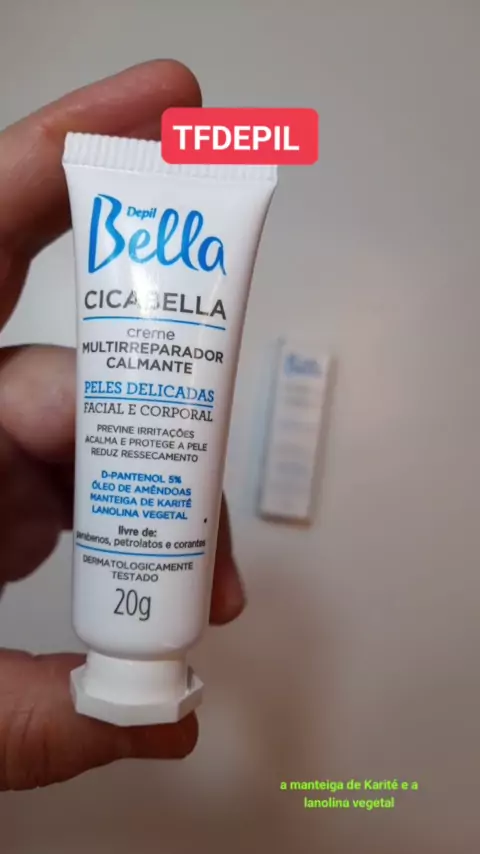 TFDEPIL
Depil
Bella
CICABELLA
creme
MULTIRREPARADOR
CALMANTE
PELES DELICADAS
FACIAL E CORPORAL
PREVINE IRRITAÇÕES
ACALMA E PROTEGE A PELE
REDUZ RESSECAMENTO
D-PANTENOL 5%
ÓLEO DE AMÊNDOAS
MANTEIGA DE KARITÉ
LANOLINA VEGETAL
livre de:
parabenos, petrolatos e corantes
DERMATOLOGICAMENTE
TESTADO
20g
a manteiga de Karité e a
lanolina vegetal